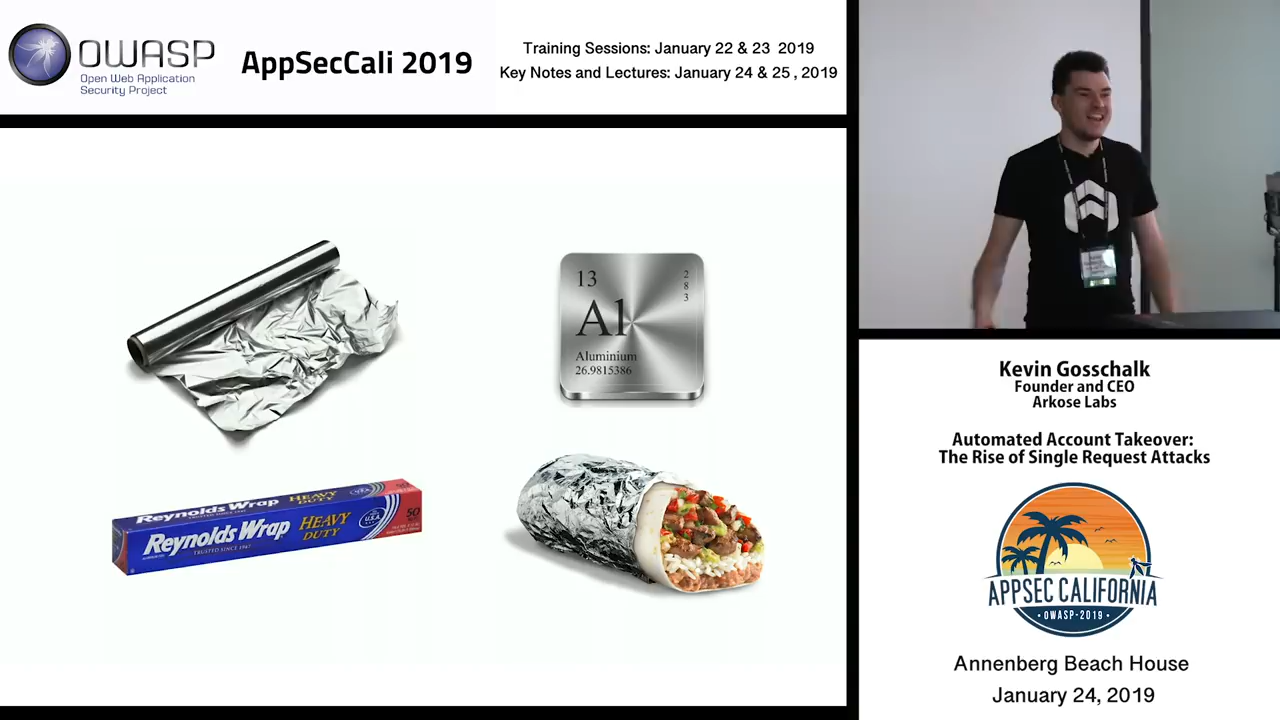 OWASP
Open Web Application
Security Project
AppSecCali 2019
Training Sessions: January 22 & 23 2019
Key Notes and Lectures: January 24 & 25 , 2019
13
2
8
3
Al
Aluminium
26.9815386
Reynolds Wrap HEAVY DUTY
Reynolds Wrap
HEAVY
DUTY
TRUSTED SINCE 1947
U.S.A.
50
Kevin Gosschalk
Founder and CEO
Arkose Labs
Automated Account Takeover:
The Rise of Single Request Attacks
APPSEC CALIFORNIA
• OWASP-2019 •
Annenberg Beach House
January 24, 2019